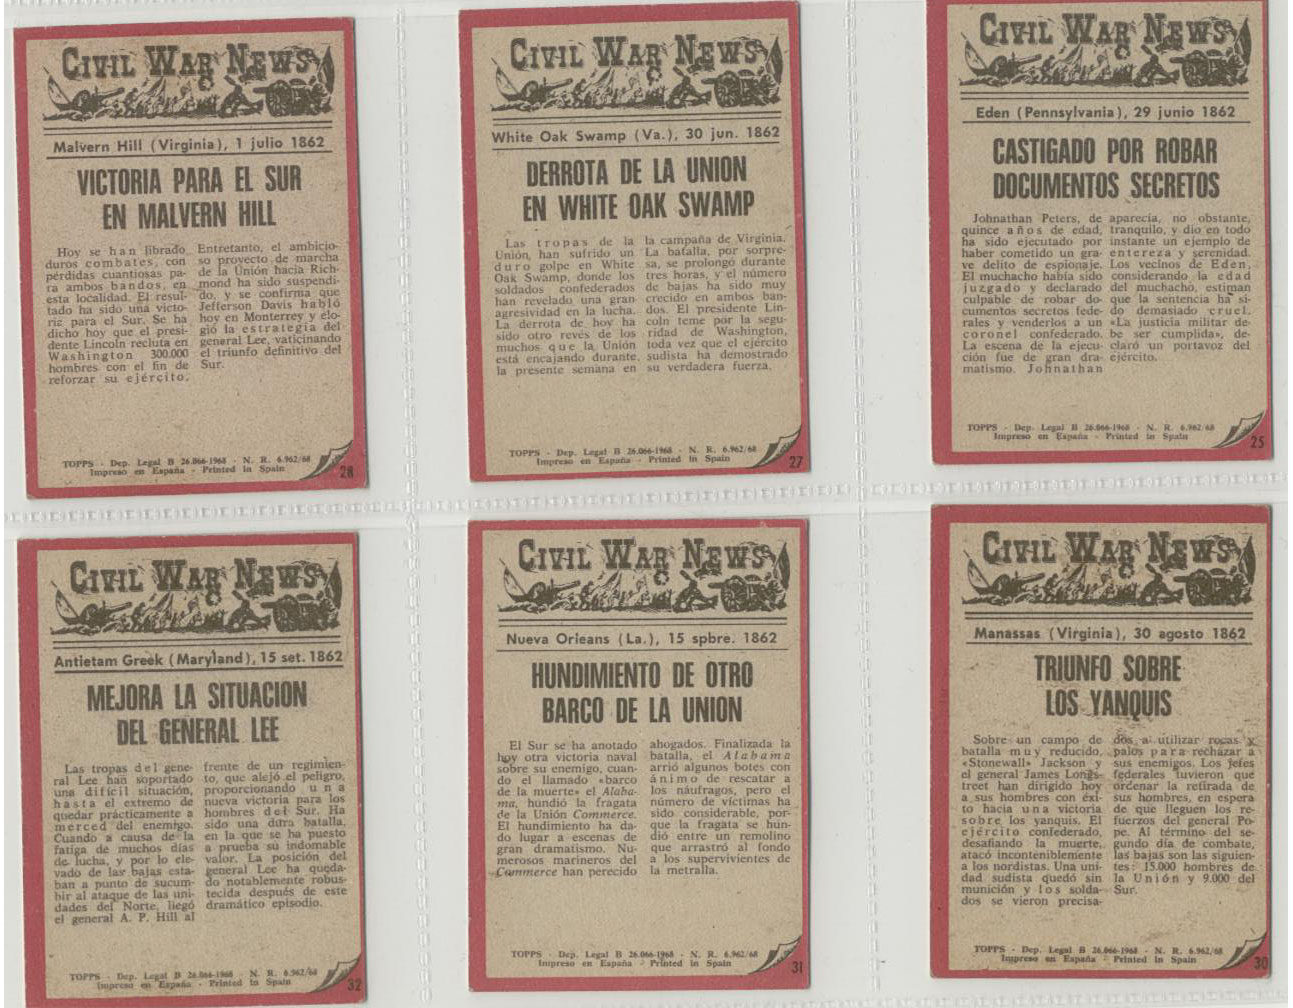 CIVIL WAR NEWS
Malvern Hill (Virginia), 1 julio 1862
VICTORIA PARA EL SUR
EN MALVERN HILL
Hoy se han librado
duros combates, con
pérdidas cuantiosas pa-
ra ambos bandos, en
esta localidad. El resul-
tado ha sido una victo-
ria para el Sur. Se ha
dicho hoy que el presi-
dente Lincoln recluta en
Washington 300.000
hombres con el fin de
reforzar su ejército.
Entretanto, el ambicio-
so proyecto de marcha
de la Unión hacia Rich-
mond ha sido suspendi-
do, y se confirma que
Jefferson Davis habló
hoy en Monterrey y elo-
gió la estrategia del
general Lee, vaticinando
el triunfo definitivo del
Sur.
TOPPS - Dep. Legal B 26.066-1968 - N. R. 6.962/68
Impreso en España - Printed in Spain
28
CIVIL WAR NEWS
White Oak Swamp (Va.), 30 jun. 1862
DERROTA DE LA UNION
EN WHITE OAK SWAMP
Las tropas de la
Unión, han sufrido un
duro golpe en White
Oak Swamp, donde los
soldados confederados
han revelado una gran
agresividad en la lucha.
La derrota de hoy ha
sido otro revés de los
muchos que la Unión
está encajando durante
la presente semana en
la campaña de Virginia.
La batalla, por sorpre-
sa, se prolongó durante
tres horas, y el número
de bajas ha sido muy
crecido en ambos ban-
dos. El presidente Lin-
coln teme por la segu-
ridad de Washington,
toda vez que el ejército
sudista ha demostrado
su verdadera fuerza.
TOPPS - Dep. Legal B 26.066-1968 - N. R. 6.962/68
Impreso en España - Printed in Spain
27
CIVIL WAR NEWS
Eden (Pennsylvania), 29 junio 1862
CASTIGADO POR ROBAR
DOCUMENTOS SECRETOS
Johnathan Peters, de
quince años de edad,
ha sido ejecutado por
haber cometido un gra-
ve delito de espionaje.
El muchacho había sido
juzgado y declarado
culpable de robar do-
cumentos secretos fede-
rales y venderlos a un
coronel confederado.
La escena de la ejecu-
ción fue de gran dra-
matismo. Johnathan
aparecía, no obstante,
tranquilo, y dio en todo
instante un ejemplo de
entereza y serenidad.
Los vecinos de Eden,
considerando la edad
del muchacho, estiman
que la sentencia ha si-
do demasiado cruel.
«La justicia militar de-
be ser cumplida», de-
claró un portavoz del
ejército.
TOPPS - Dep. Legal B 26.066-1968 - N. R. 6.962/68
Impreso en España - Printed in Spain
25
CIVIL WAR NEWS
Antietam Greek (Maryland), 15 set. 1862
MEJORA LA SITUACION
DEL GENERAL LEE
Las tropas del gene-
ral Lee han soportado
una difícil situación,
hasta el extremo de
quedar prácticamente a
merced del enemigo.
Cuando a causa de la
fatiga de muchos días
de lucha, y por lo ele-
vado de las bajas esta-
ban a punto de sucum-
bir al ataque de las uni-
dades del Norte, llegó
el general A. P. Hill al
frente de un regimien-
to, que alejó el peligro,
proporcionando una
nueva victoria para los
hombres del Sur. Ha
sido una dura batalla,
en la que se ha puesto
a prueba su indomable
valor. La posición del
general Lee ha queda-
do notablemente robus-
tecida después de este
dramático episodio.
TOPPS - Dep. Legal B 26.066-1968 - N. R. 6.962/68
Impreso en España - Printed in Spain
32
CIVIL WAR NEWS
Nueva Orieans (La.), 15 spbre. 1862
HUNDIMIENTO DE OTRO
BARCO DE LA UNION
El Sur se ha anotado
hoy otra victoria naval
sobre su enemigo, cuan-
do el llamado «barco
de la muerte» el Alaba-
ma, hundió la fragata
de la Unión Commerce.
El hundimiento ha da-
do lugar a escenas de
gran dramatismo. Nu-
merosos marineros del
Commerce han perecido
ahogados. Finalizada la
batalla, el Alabama
arrió algunos botes con
ánimo de rescatar a
los náufragos, pero el
número de víctimas ha
sido considerable, por-
que la fragata se hun-
dió entre un remolino
que arrastró al fondo
a los supervivientes de
la metralla.
TOPPS - Dep. Legal B 26.066-1968 - N. R. 6.962/68
Impreso en España - Printed in Spain
31
CIVIL WAR NEWS
Manassas (Virginia), 30 agosto 1862
TRIUNFO SOBRE
LOS YANQUIS
Sobre un campo de
batalla muy reducido,
«Stonewall» Jackson y
el general James Longs-
treet han dirigido hoy
a sus hombres con éxi-
to hacia una victoria
sobre los yanquis. El
ejército confederado,
desafiando la muerte,
atacó inconteniblemente
a los nordistas. Una uni-
dad sudista quedó sin
munición y los solda-
dos se vieron precisa-
dos a utilizar rocas y
palos para rechazar a
sus enemigos. Los jefes
federales tuvieron que
ordenar la retirada de
sus hombres, en espera
de que lleguen los re-
fuerzos del general Po-
pe. Al término del se-
gundo día de combate,
las bajas son las siguien-
tes: 15.000 hombres de
la Unión y 9.000 del
Sur.
TOPPS - Dep. Legal B 26.066-1968 - N. R. 6.962/68
Impreso en España - Printed in Spain
30